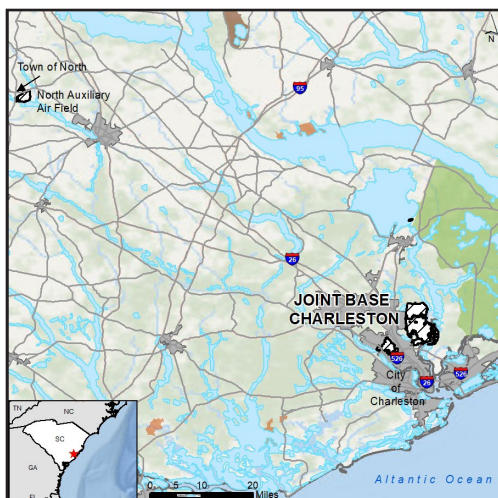 N
Town of North
North Auxiliary
Air Field
95
26
JOINT BASE
CHARLESTON
526
526
City
of
Charleston
26
TN
NC
SC
GA
FL
0 5 10 20
Miles
Altantic Ocean